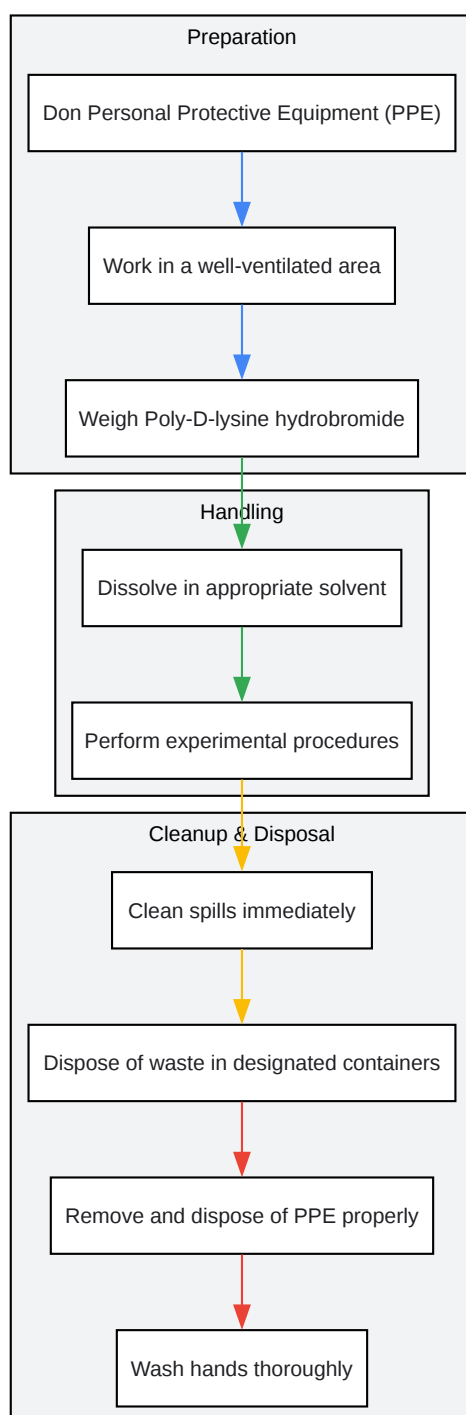 Preparation
Don Personal Protective Equipment (PPE)
Work in a well-ventilated area
Weigh Poly-D-lysine hydrobromide
Handling
Dissolve in appropriate solvent
Perform experimental procedures
Cleanup & Disposal
Clean spills immediately
Dispose of waste in designated containers
Remove and dispose of PPE properly
Wash hands thoroughly